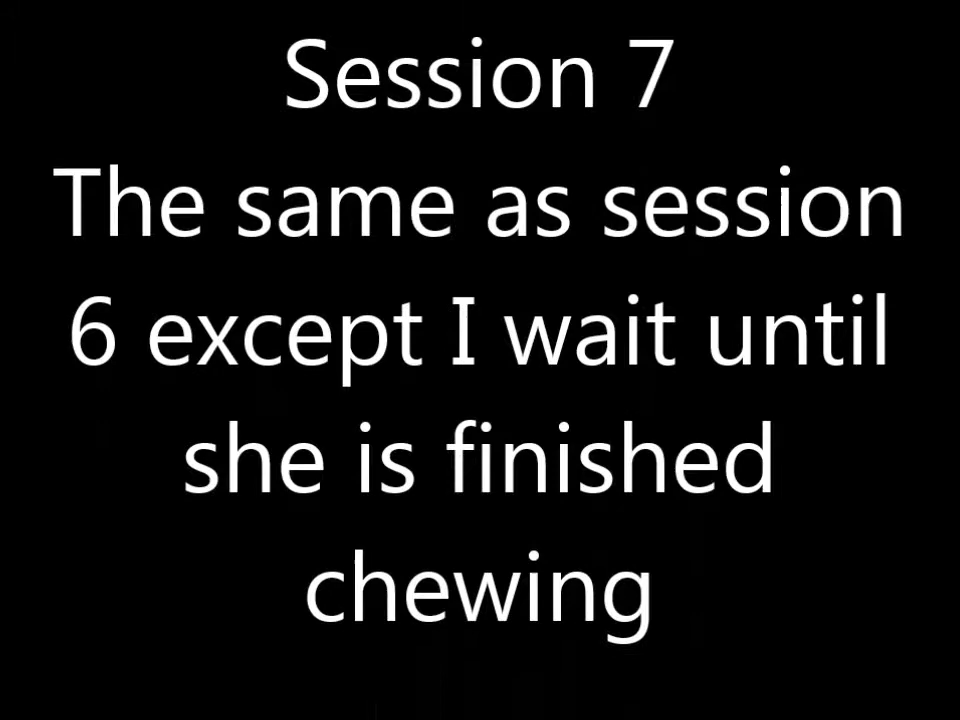 Session 7
The same as session
6 except I wait until
she is finished
chewing